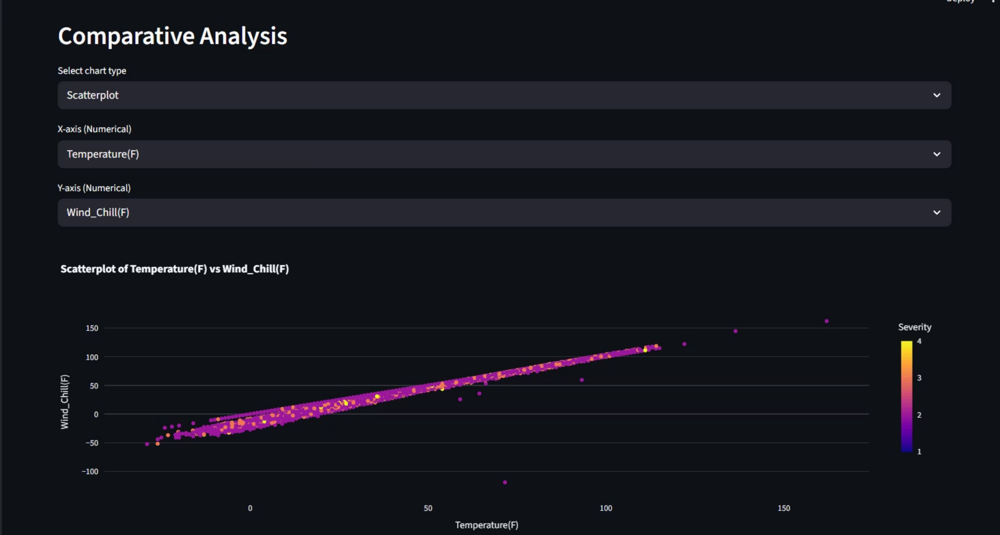 Deploy
Comparative Analysis
Select chart type
Scatterplot
X-axis (Numerical)
Temperature(F)
Y-axis (Numerical)
Wind_Chill(F)
Scatterplot of Temperature(F) vs Wind_Chill(F)
150
100
50
0
−50
−100
Wind_Chill(F)
0
50
100
150
Temperature(F)
Severity
4
3
2
1